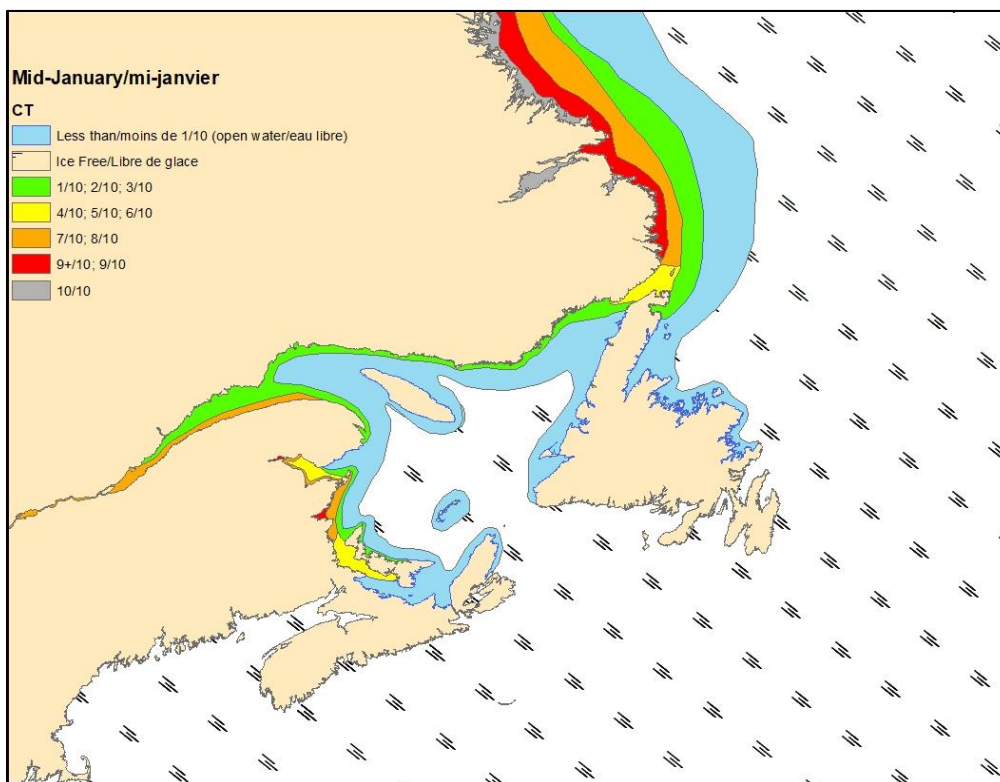 Mid-January/mi-janvier
CT
Less than/moins de 1/10 (open water/eau libre)
Ice Free/Libre de glace
1/10; 2/10; 3/10
4/10; 5/10; 6/10
7/10; 8/10
9+/10; 9/10
10/10